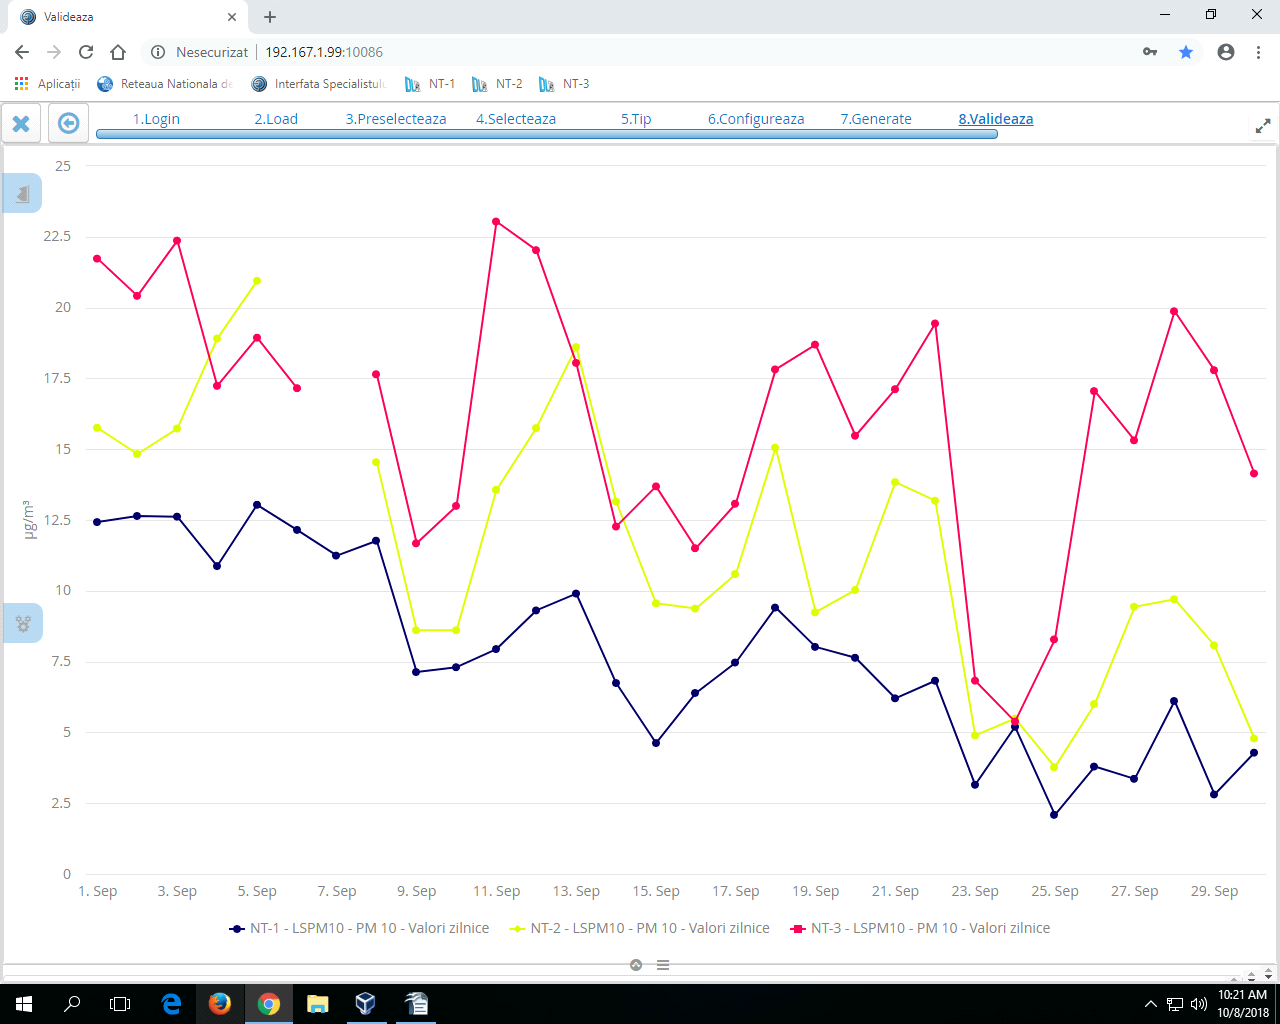 Valideaza
Nesecurizat
192.167.1.99:10086
Aplicații
Reteaua Nationala de
Interfata Specialistulu
NT-1
NT-2
NT-3
1.Login
2.Load
3.Preselecteaza
4.Selecteaza
5.Tip
6.Configureaza
7.Generate
8.Valideaza
25
22.5
20
17.5
15
12.5
10
7.5
5
2.5
0
µg/m³
1. Sep
3. Sep
5. Sep
7. Sep
9. Sep
11. Sep
13. Sep
15. Sep
17. Sep
19. Sep
21. Sep
23. Sep
25. Sep
27. Sep
29. Sep
NT-1 - LSPM10 - PM 10 - Valori zilnice
NT-2 - LSPM10 - PM 10 - Valori zilnice
NT-3 - LSPM10 - PM 10 - Valori zilnice
10:21 AM
10/8/2018